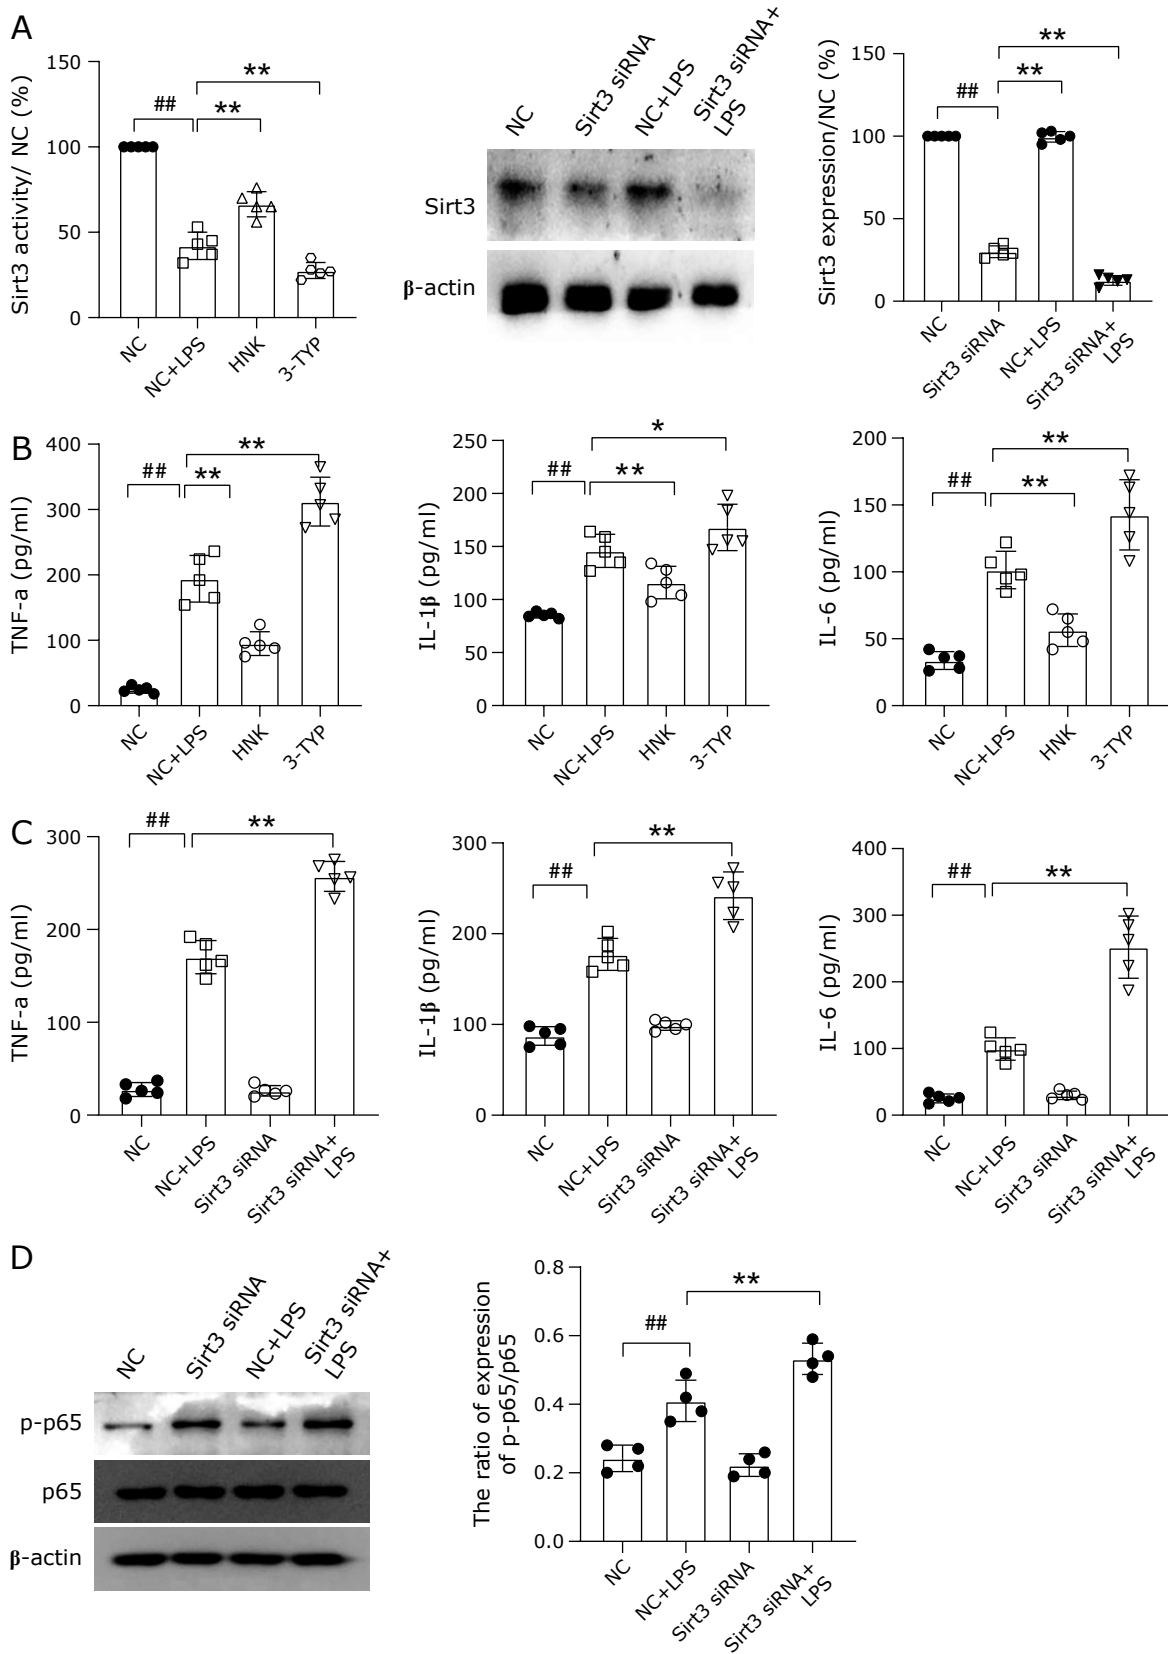 A
Sirt3 activity/ NC (%)
150
100
50
0
##
**
**
NC
NC+LPS
HNK
3-TYP
NC
Sirt3 siRNA
NC+LPS
Sirt3 siRNA+
LPS
Sirt3
β-actin
Sirt3 expression/NC (%)
150
100
50
0
##
**
**
NC
Sirt3 siRNA
NC+LPS
Sirt3 siRNA+
LPS
B
TNF-a (pg/ml)
400
300
200
100
0
##
**
**
NC
NC+LPS
HNK
3-TYP
IL-1β (pg/ml)
250
200
150
100
50
0
##
**
*
NC
NC+LPS
HNK
3-TYP
IL-6 (pg/ml)
200
150
100
50
0
##
**
**
NC
NC+LPS
HNK
3-TYP
C
TNF-a (pg/ml)
300
200
100
0
##
**
NC
NC+LPS
Sirt3 siRNA
Sirt3 siRNA+
LPS
IL-1β (pg/ml)
300
200
100
0
##
**
NC
NC+LPS
Sirt3 siRNA
Sirt3 siRNA+
LPS
IL-6 (pg/ml)
400
300
200
100
0
##
**
NC
NC+LPS
Sirt3 siRNA
Sirt3 siRNA+
LPS
D
NC
Sirt3 siRNA
NC+LPS
Sirt3 siRNA+
LPS
p-p65
p65
β-actin
The ratio of expression
of p-p65/p65
0.8
0.6
0.4
0.2
0.0
##
**
NC
NC+LPS
Sirt3 siRNA
Sirt3 siRNA+
LPS